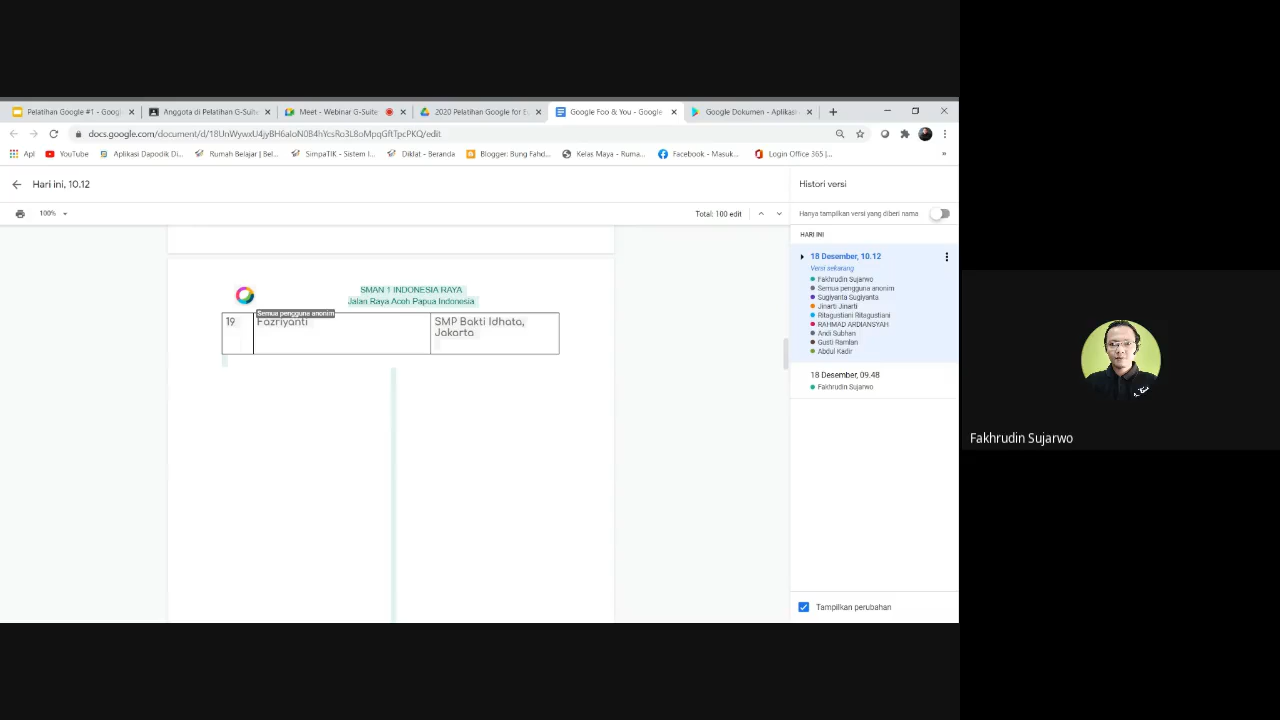 Pelatihan Google #1 - Googl
Anggota di Pelatihan G-Suite
Meet - Webinar G-Suite
2020 Pelatihan Google for E
Google Foo & You - Google
Google Dokumen - Aplikasi
docs.google.com/document/d/
/edit
Apl
YouTube
Aplikasi Dapodik Di...
Rumah Belajar | Bel...
SimpaTIK - Sistem I...
Diklat - Beranda
Blogger: Bung Fahd...
Kelas Maya - Ruma...
Facebook - Masuk...
Login Office 365 |...
»
Hari ini, 10.12
Histori versi
100%
Total: 100 edit
Hanya tampilkan versi yang diberi nama
HARI INI
18 Desember, 10.12
Versi sekarang
Fakhrudin Sujarwo
Semua pengguna anonim
Sugiyanta Sugiyanta
Jinarti Jinarti
Ritagustiani Ritagustiani
RAHMAD ARDIANSYAH
Andi Subhan
Gusti Ramlan
Abdul Kadir
18 Desember, 09.48
Fakhrudin Sujarwo
SMAN 1 INDONESIA RAYA
Jalan Raya Aceh Papua Indonesia
Semua pengguna anonim
19
Fazriyanti
SMP Bakti Idhata,
Jakarta
Tampilkan perubahan
Fakhrudin Sujarwo